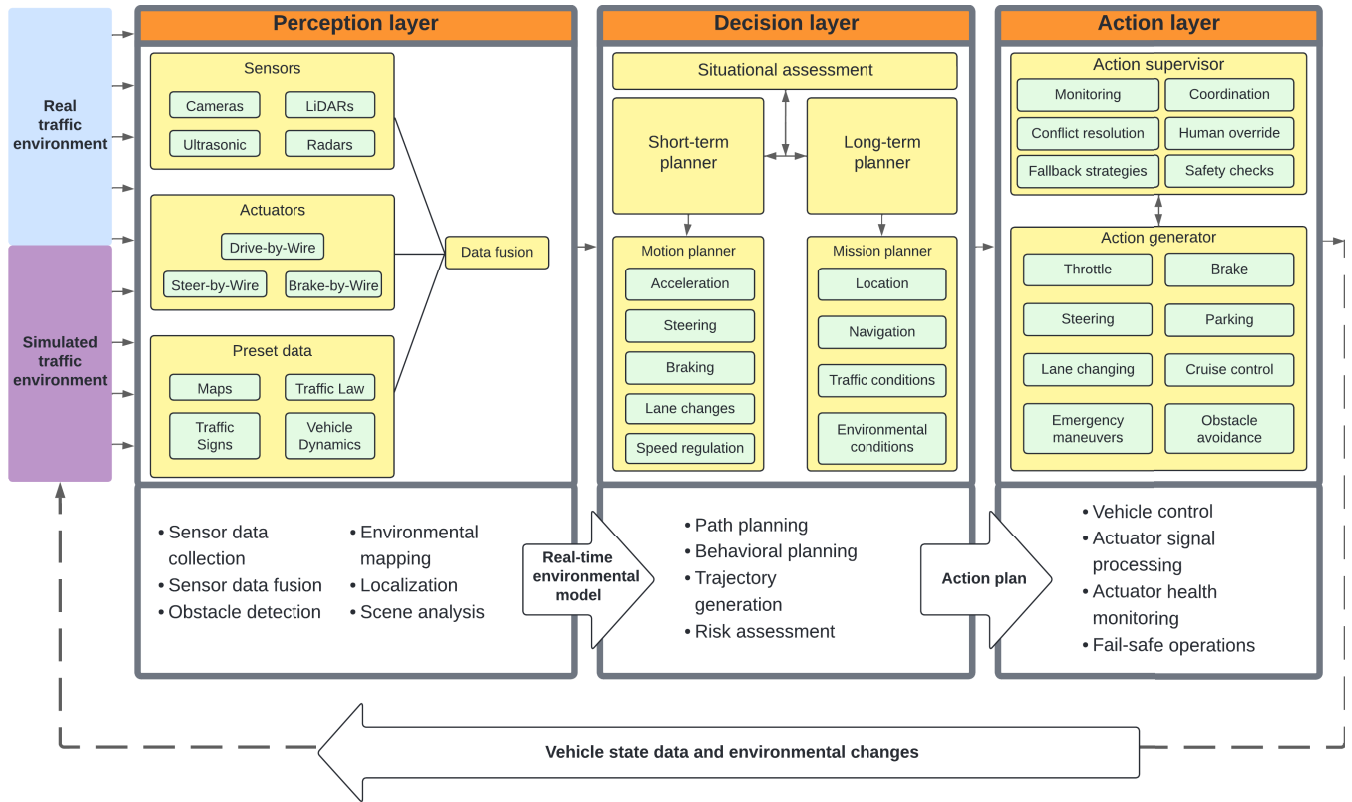 Real
traffic
environment
Simulated
traffic
environment
Perception layer
Sensors
Cameras
LiDARs
Ultrasonic
Radars
Actuators
Drive-by-Wire
Steer-by-Wire
Brake-by-Wire
Preset data
Maps
Traffic Law
Traffic
Signs
Vehicle
Dynamics
Data fusion
• Sensor data
collection
• Sensor data fusion
• Obstacle detection
• Environmental
mapping
• Localization
• Scene analysis
Real-time
environmental
model
Decision layer
Situational assessment
Short-term
planner
Long-term
planner
Motion planner
Acceleration
Steering
Braking
Lane changes
Speed regulation
Mission planner
Location
Navigation
Traffic conditions
Environmental
conditions
• Path planning
• Behavioral planning
• Trajectory
generation
• Risk assessment
Action plan
Action layer
Action supervisor
Monitoring
Coordination
Conflict resolution
Human override
Fallback strategies
Safety checks
Action generator
Throttle
Brake
Steering
Parking
Lane changing
Cruise control
Emergency
maneuvers
Obstacle
avoidance
• Vehicle control
• Actuator signal
processing
• Actuator health
monitoring
• Fail-safe operations
Vehicle state data and environmental changes